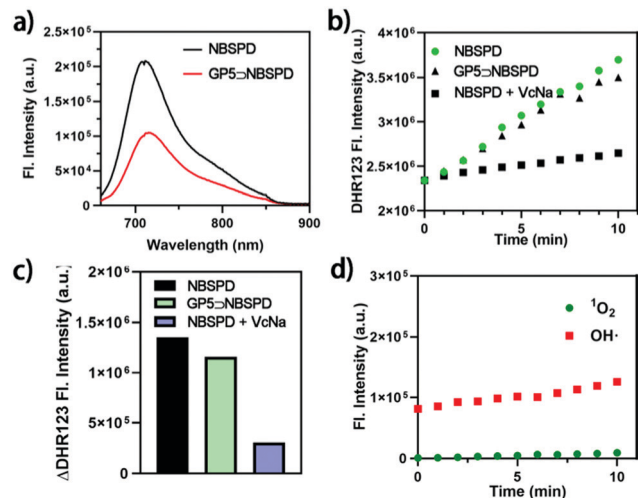 a)
Fl. Intensity (a.u.)
2.5×10⁵
2×10⁵
1.5×10⁵
1×10⁵
5×10⁴
0
700
800
900
Wavelength (nm)
NBSPD
GP5⊃NBSPD
b)
DHR123 Fl. Intensity (a.u.)
4×10⁶
3.5×10⁶
3×10⁶
2.5×10⁶
2×10⁶
0
5
10
Time (min)
NBSPD
GP5⊃NBSPD
NBSPD + VcNa
c)
ΔDHR123 Fl. Intensity (a.u.)
2×10⁶
1.5×10⁶
1×10⁶
5×10⁵
0
NBSPD
GP5⊃NBSPD
NBSPD + VcNa
d)
Fl. Intensity (a.u.)
3×10⁵
2×10⁵
1×10⁵
0
0
5
10
Time (min)
¹O₂
OH·